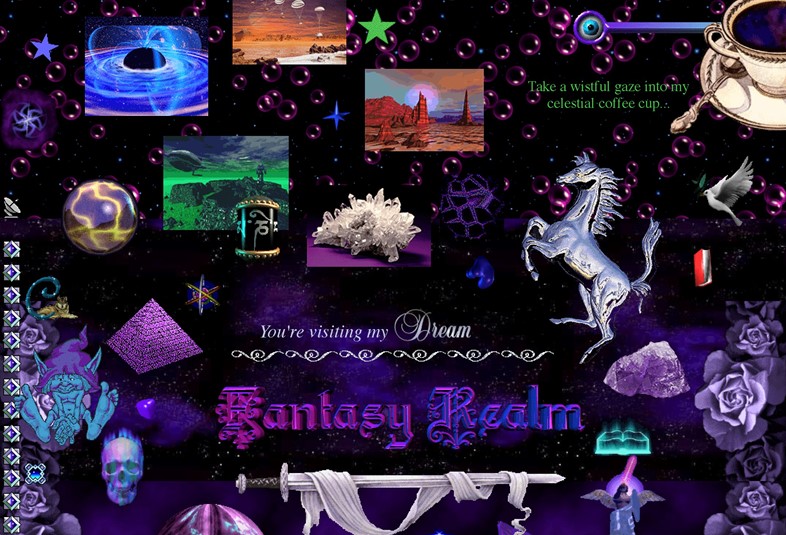 Take a wistful gaze into my
celestial coffee cup...
You're visiting my Dream
Fantasy Realm